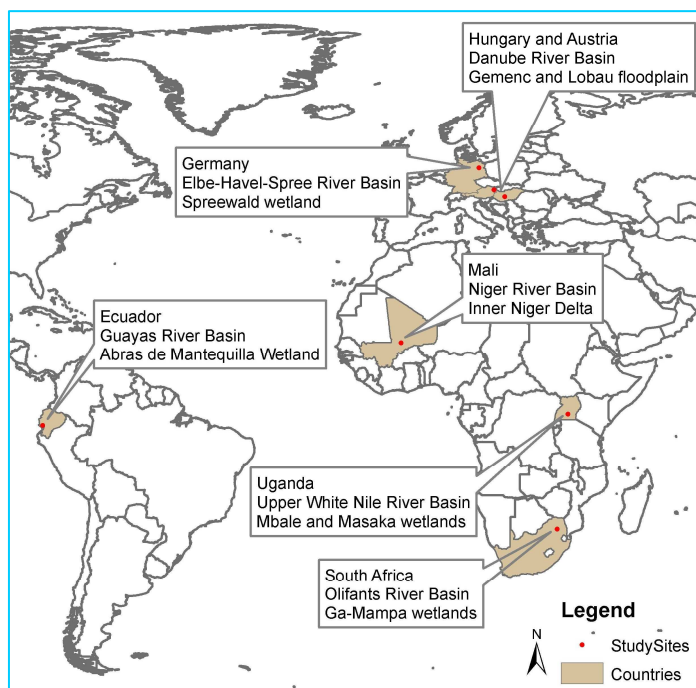 Hungary and Austria
Danube River Basin
Gemenc and Lobau floodplain
Germany
Elbe-Havel-Spree River Basin
Spreewald wetland
Mali
Niger River Basin
Inner Niger Delta
Ecuador
Guayas River Basin
Abras de Mantequilla Wetland
Uganda
Upper White Nile River Basin
Mbale and Masaka wetlands
South Africa
Olifants River Basin
Ga-Mampa wetlands
Legend
N
StudySites
Countries